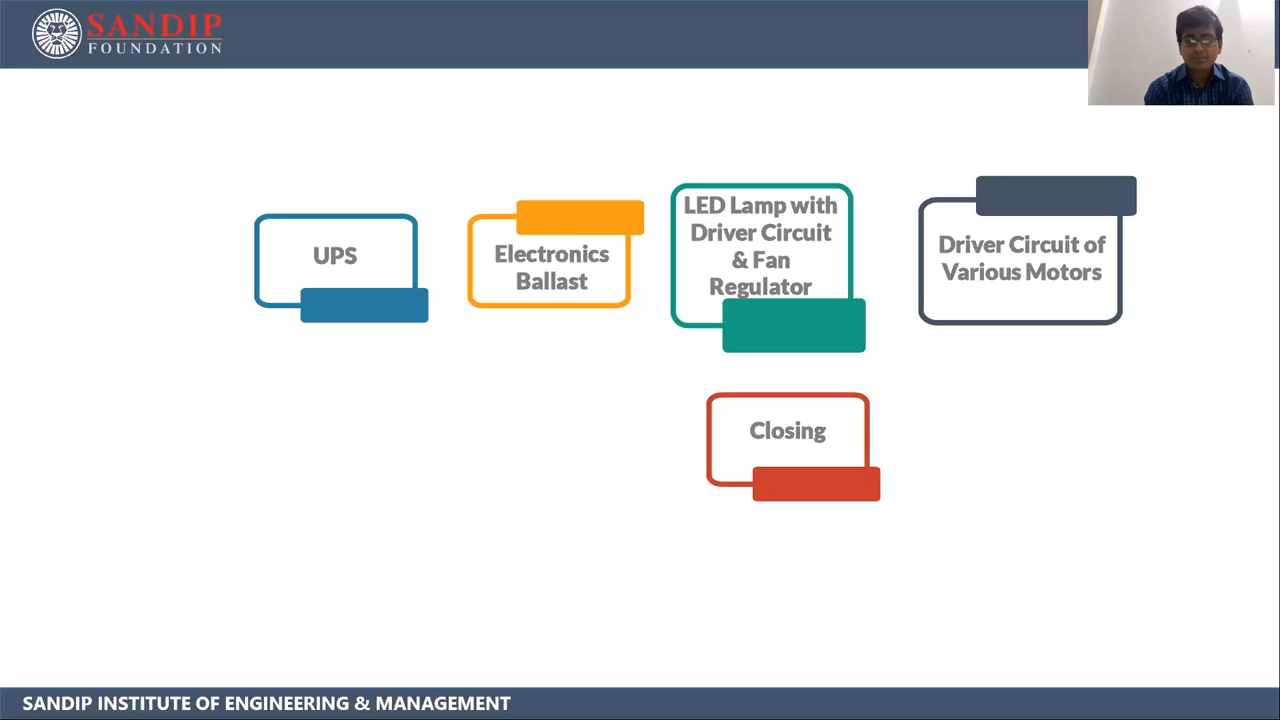 SANDIP
FOUNDATION
UPS
Electronics
Ballast
LED Lamp with
Driver Circuit
& Fan
Regulator
Driver Circuit of
Various Motors
Closing
SANDIP INSTITUTE OF ENGINEERING & MANAGEMENT